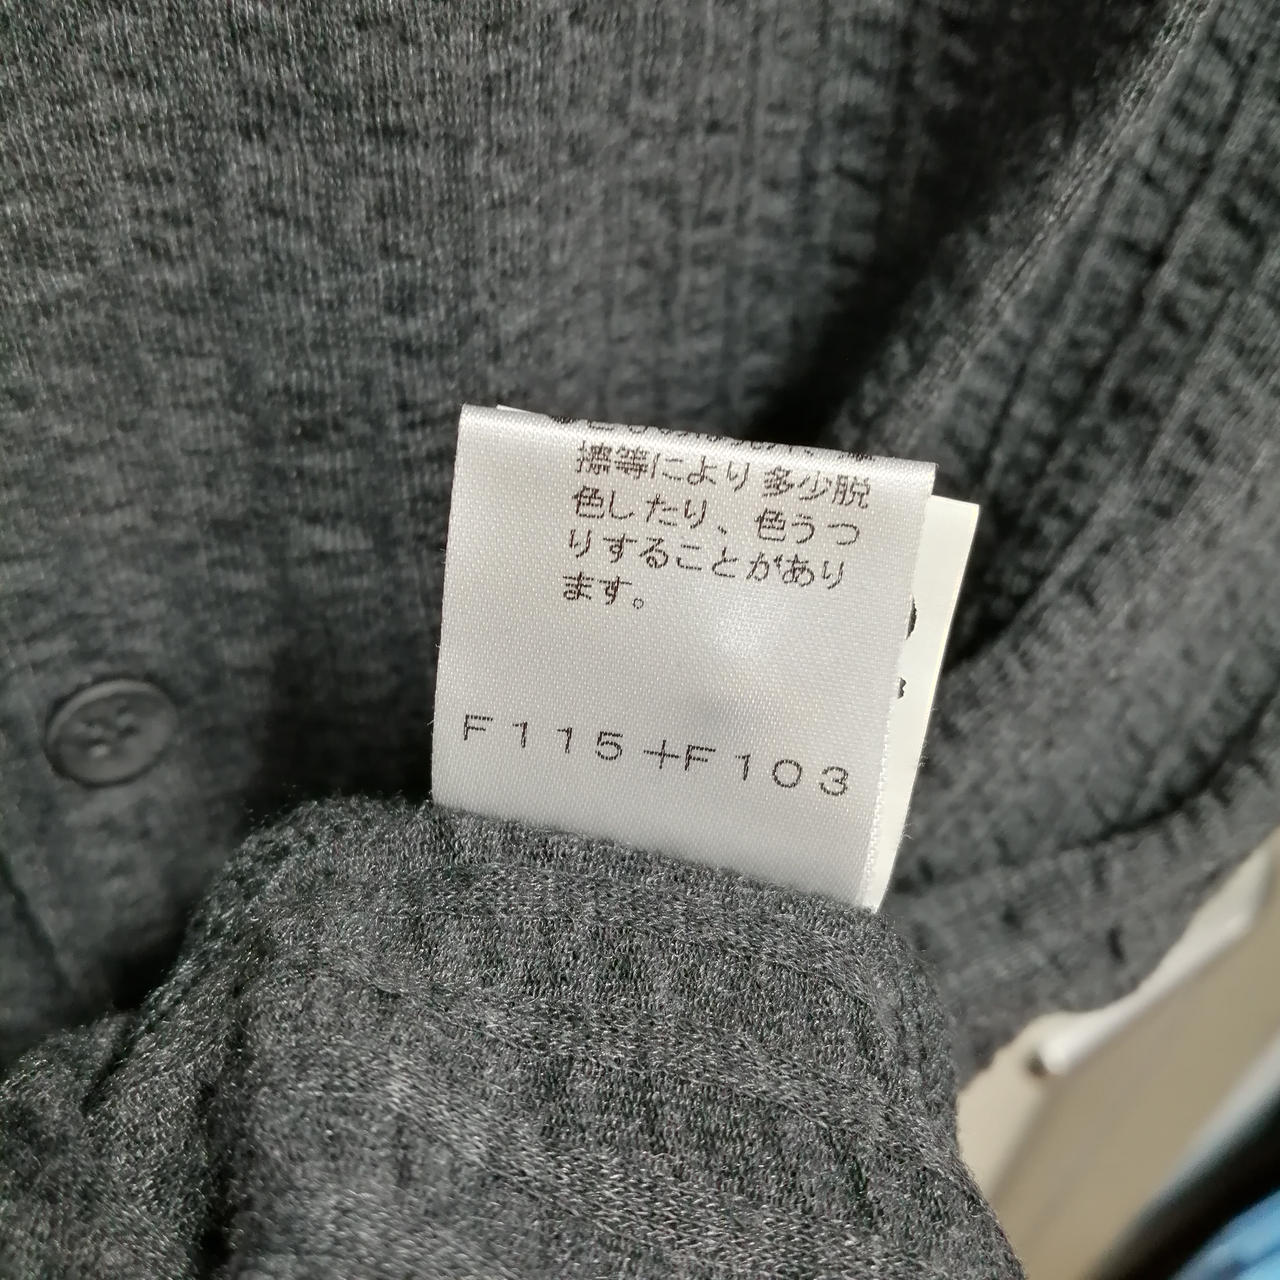 擦等により多少脱
色したり、色うつ
りすることがあり
ます。
F115+F103